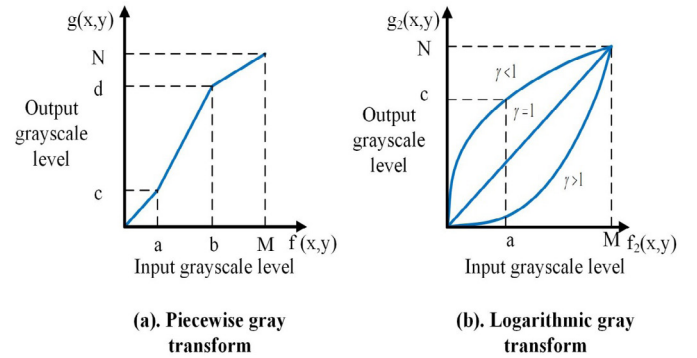 g(x,y)
N
d
Output
grayscale
level
c
a b M f (x,y)
Input grayscale level
(a). Piecewise gray
transform
g₂(x,y)
N
γ<1
c
γ=1
Output
grayscale
level
γ>1
a M f₂(x,y)
Input grayscale level
(b). Logarithmic gray
transform